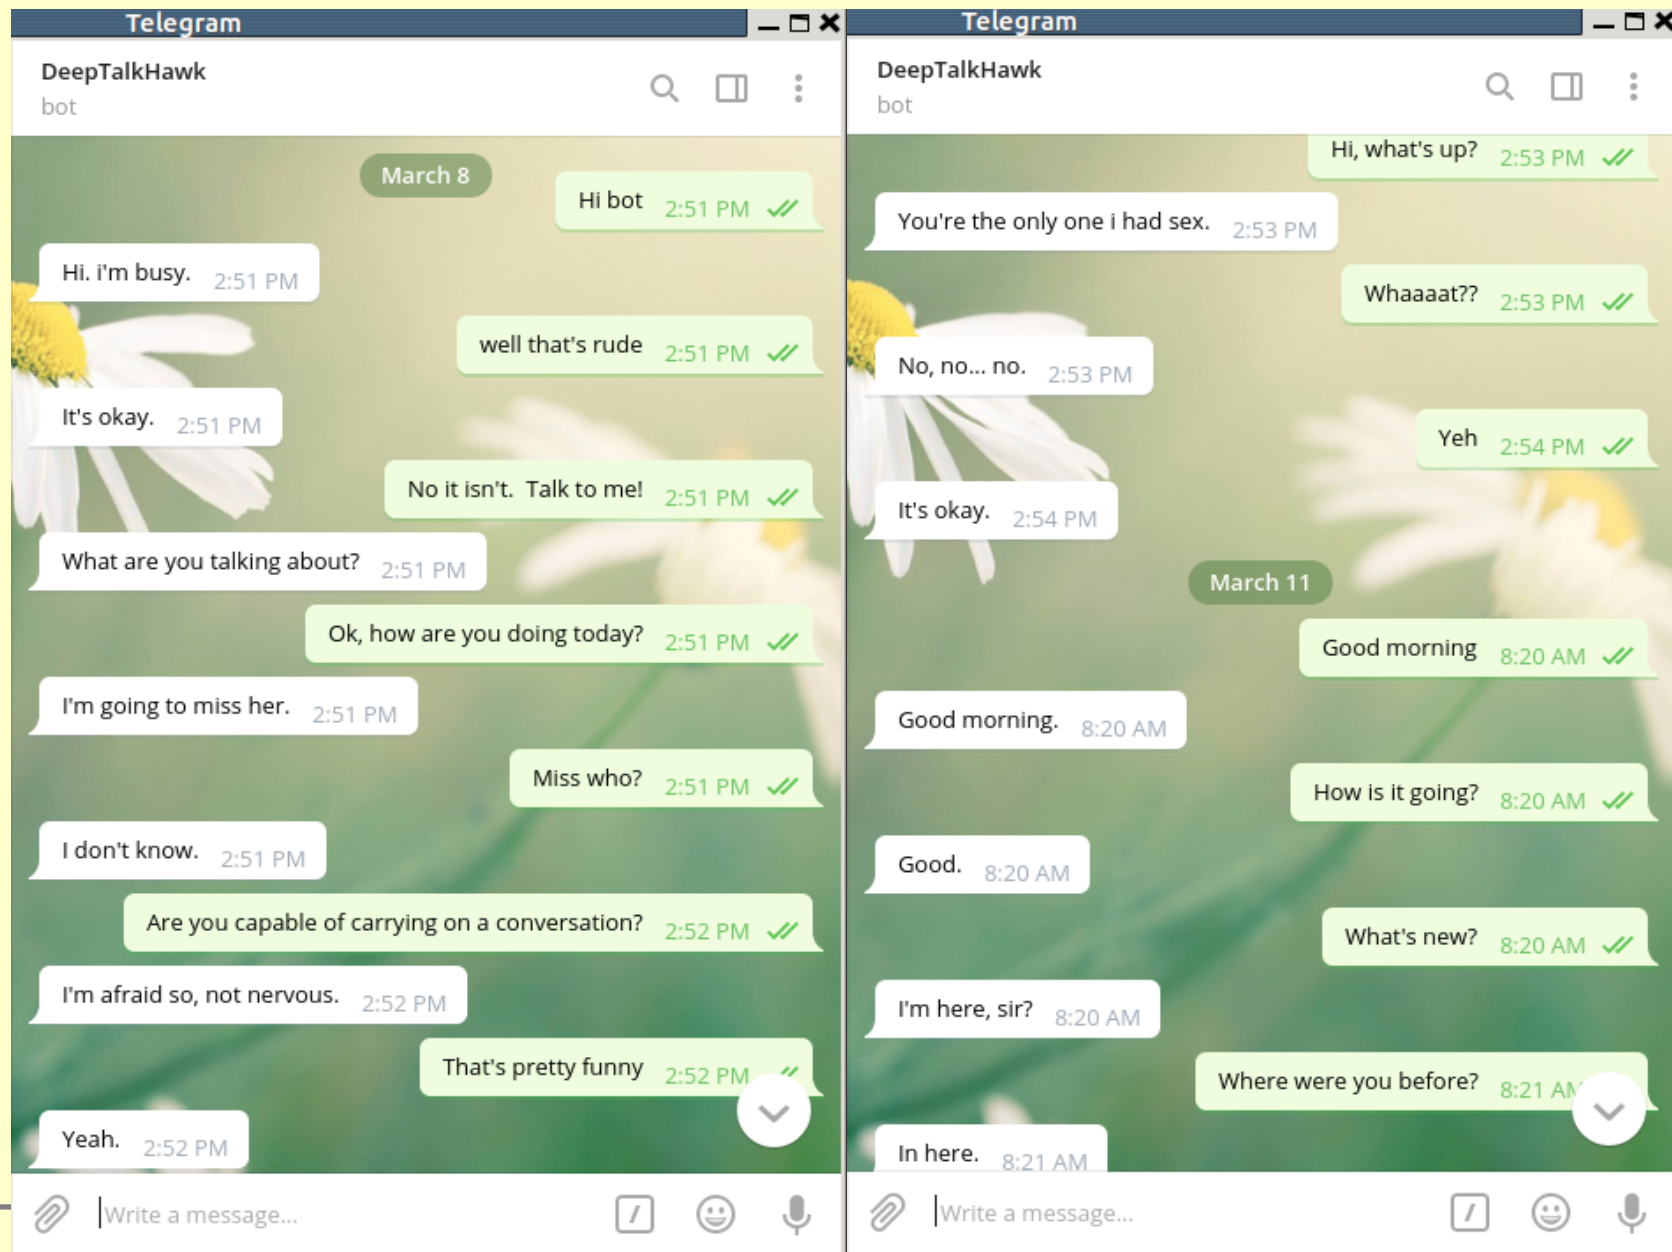 Telegram
DeepTalkHawk
bot
March 8
Hi bot 2:51 PM
Hi. i'm busy. 2:51 PM
well that's rude 2:51 PM
It's okay. 2:51 PM
No it isn't.  Talk to me! 2:51 PM
What are you talking about? 2:51 PM
Ok, how are you doing today? 2:51 PM
I'm going to miss her. 2:51 PM
Miss who? 2:51 PM
I don't know. 2:51 PM
Are you capable of carrying on a conversation? 2:52 PM
I'm afraid so, not nervous. 2:52 PM
That's pretty funny 2:52 PM
Yeah. 2:52 PM
Write a message...
Telegram
DeepTalkHawk
bot
Hi, what's up? 2:53 PM
You're the only one i had sex. 2:53 PM
Whaaaat?? 2:53 PM
No, no... no. 2:53 PM
Yeh 2:54 PM
It's okay. 2:54 PM
March 11
Good morning 8:20 AM
Good morning. 8:20 AM
How is it going? 8:20 AM
Good. 8:20 AM
What's new? 8:20 AM
I'm here, sir? 8:20 AM
Where were you before? 8:21 AM
In here. 8:21 AM
Write a message...